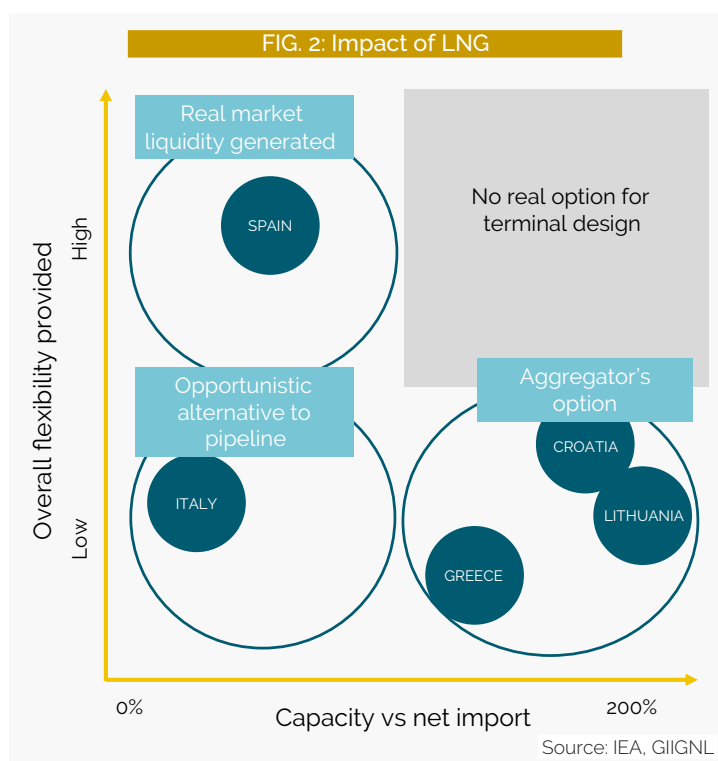 FIG. 2: Impact of LNG
Real market
liquidity generated
No real option for
terminal design
SPAIN
High
Overall flexibility provided
Opportunistic
alternative to
pipeline
Aggregator's
option
CROATIA
ITALY
LITHUANIA
Low
GREECE
0%
Capacity vs net import
200%
Source: IEA, GIIGNL